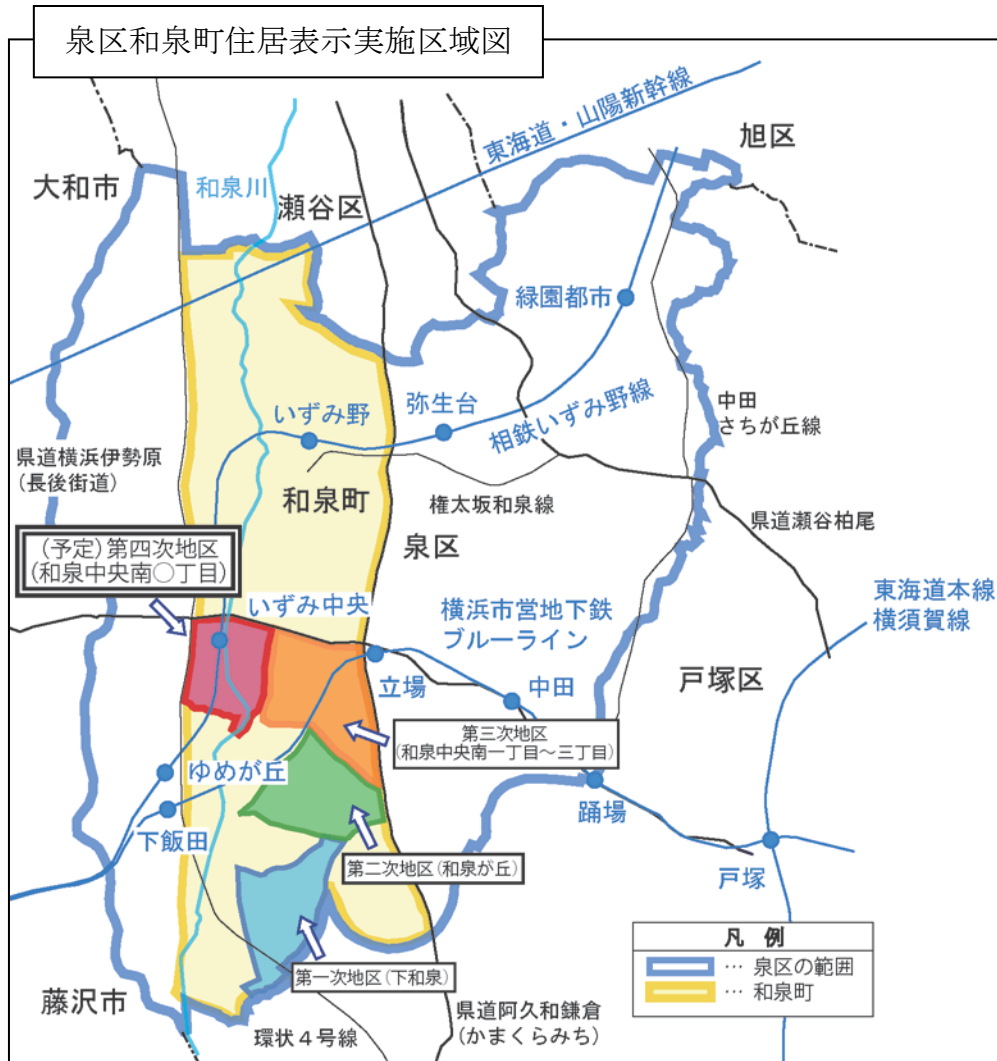 泉区和泉町住居表示実施区域図
東海道・山陽新幹線
旭区
大和市
和泉川
瀬谷区
緑園都市
いずみ野
弥生台
相鉄いずみ野線
中田
さちが丘線
県道横浜伊勢原
(長後街道)
和泉町
権太坂和泉線
県道瀬谷柏尾
泉区
(予定)第四次地区
(和泉中央南○丁目)
いずみ中央
横浜市営地下鉄
ブルーライン
東海道本線
横須賀線
立場
中田
戸塚区
第三次地区
(和泉中央南一丁目～三丁目)
ゆめが丘
踊場
下飯田
第二次地区(和泉が丘)
戸塚
凡 例
… 泉区の範囲
… 和泉町
第一次地区(下和泉)
藤沢市
環状4号線
県道阿久和鎌倉
(かまくらみち)